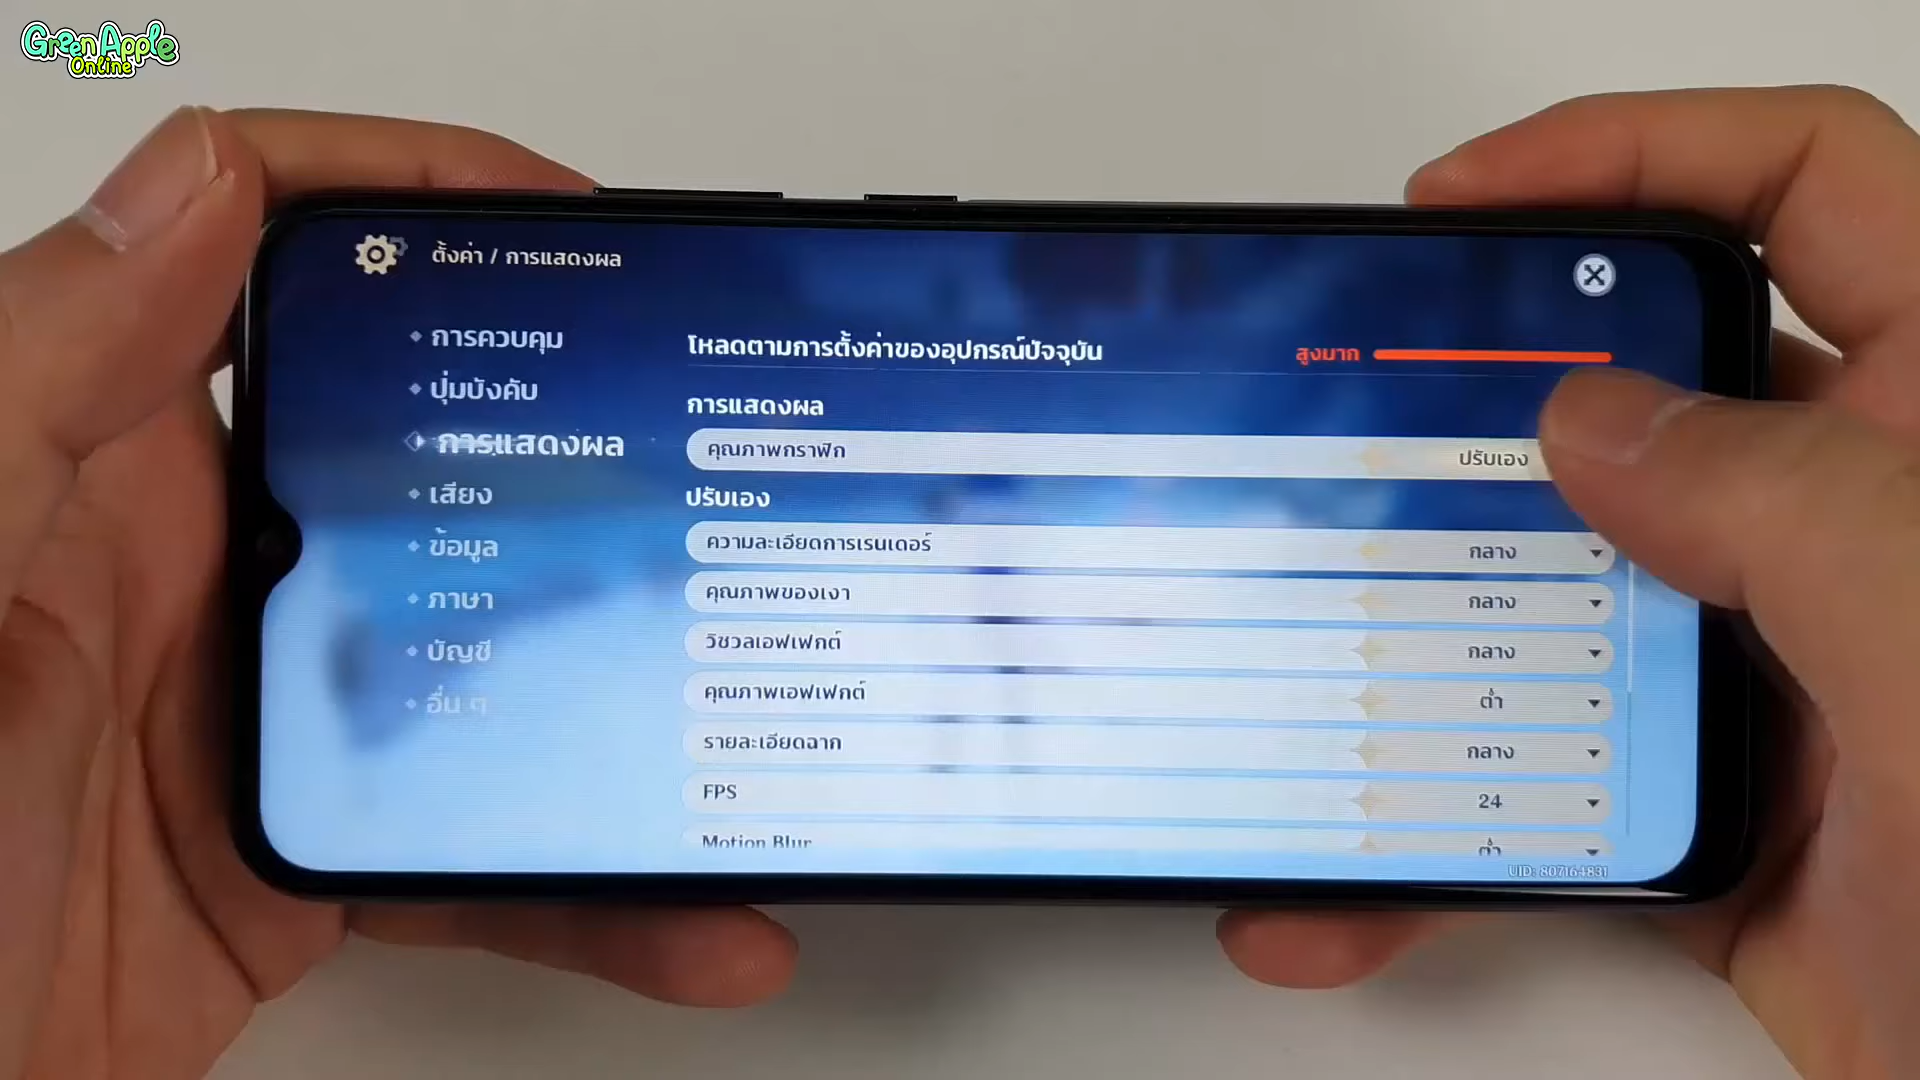 Green Apple
Online
ตั้งค่า / การแสดงผล
การควบคุม
ปุ่มบังคับ
การแสดงผล
เสียง
ข้อมูล
ภาษา
บัญชี
อื่น ๆ
โหลดตามการตั้งค่าของอุปกรณ์ปัจจุบัน สูงมาก
การแสดงผล
คุณภาพกราฟิก ปรับเอง
ปรับเอง
ความละเอียดการเรนเดอร์ กลาง
คุณภาพของเงา กลาง
วิชวลเอฟเฟกต์ กลาง
คุณภาพเอฟเฟกต์ ต่ำ
รายละเอียดฉาก กลาง
FPS 24
Motion Blur ต่ำ
UID: 807164831